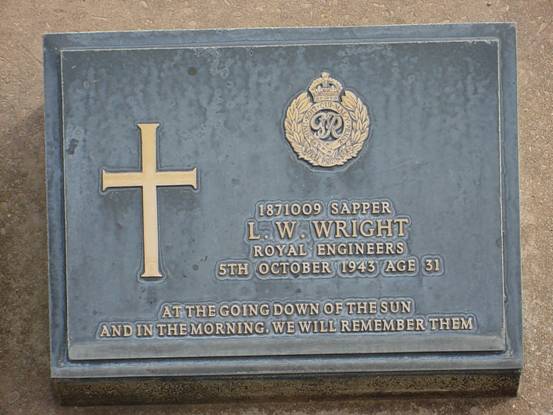 1871009 SAPPER
L. W. WRIGHT
ROYAL ENGINEERS
5TH OCTOBER 1943 AGE 31
AT THE GOING DOWN OF THE SUN
AND IN THE MORNING. WE WILL REMEMBER THEM